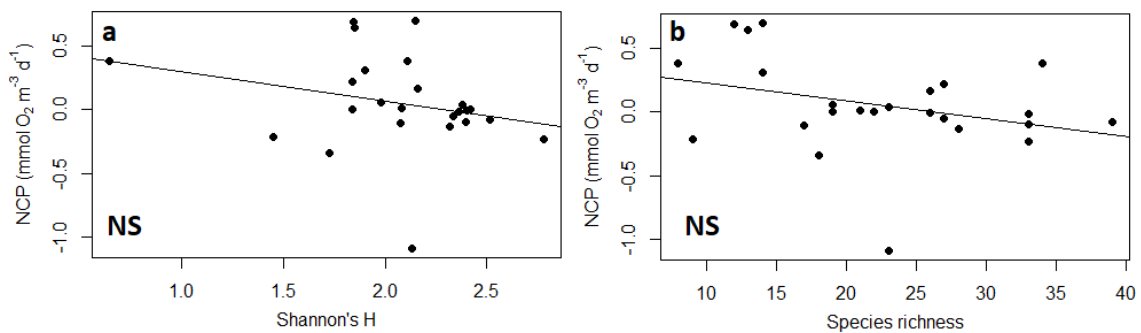 a
NCP (mmol O₂ m⁻³ d⁻¹)
0.5
0.0
-0.5
-1.0
NS
1.0 1.5 2.0 2.5
Shannon's H
b
NCP (mmol O₂ m⁻³ d⁻¹)
0.5
0.0
-0.5
-1.0
NS
10 15 20 25 30 35 40
Species richness